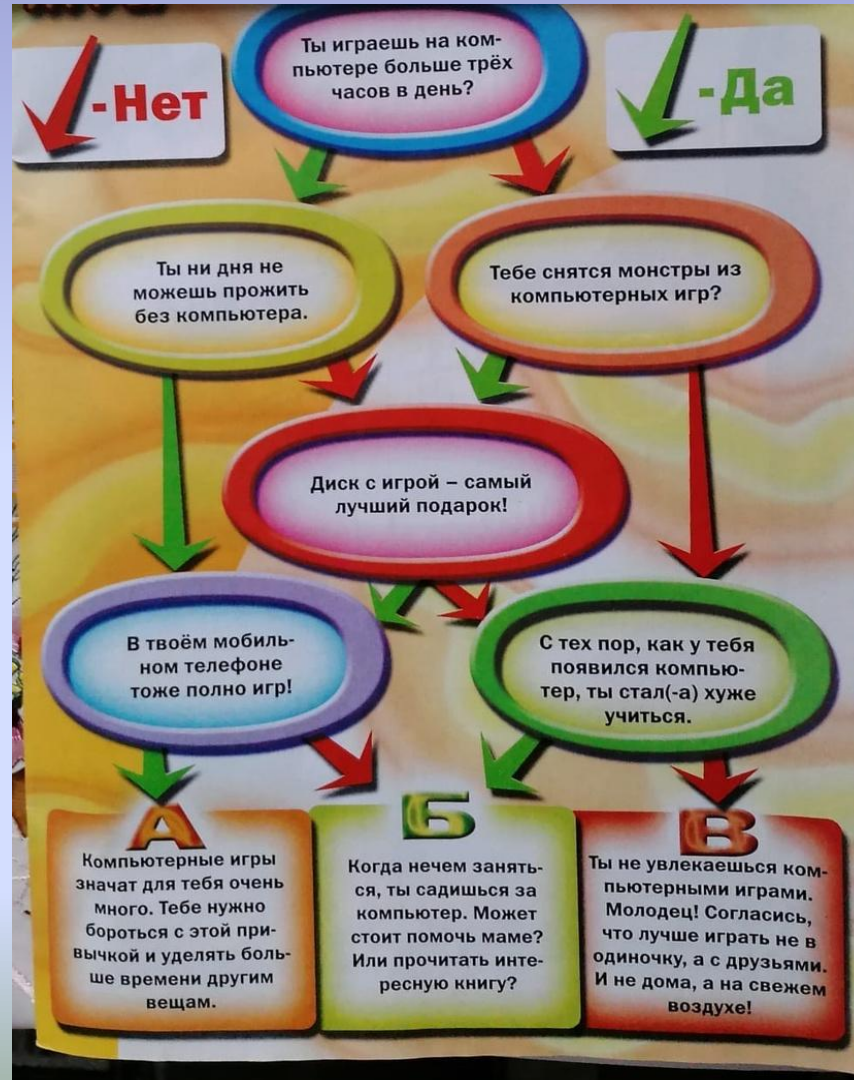 -Нет
Ты играешь на ком-
пьютере больше трёх
часов в день?
-Да
Ты ни дня не
можешь прожить
без компьютера.
Тебе снятся монстры из
компьютерных игр?
Диск с игрой – самый
лучший подарок!
В твоём мобиль-
ном телефоне
тоже полно игр!
С тех пор, как у тебя
появился компью-
тер, ты стал(-а) хуже
учиться.
А
Компьютерные игры
значат для тебя очень
много. Тебе нужно
бороться с этой при-
вычкой и уделять боль-
ше времени другим
вещам.
Б
Когда нечем занять-
ся, ты садишься за
компьютер. Может
стоит помочь маме?
Или прочитать инте-
ресную книгу?
В
Ты не увлекаешься ком-
пьютерными играми.
Молодец! Согласись,
что лучше играть не в
одиночку, а с друзьями.
И не дома, а на свежем
воздухе!